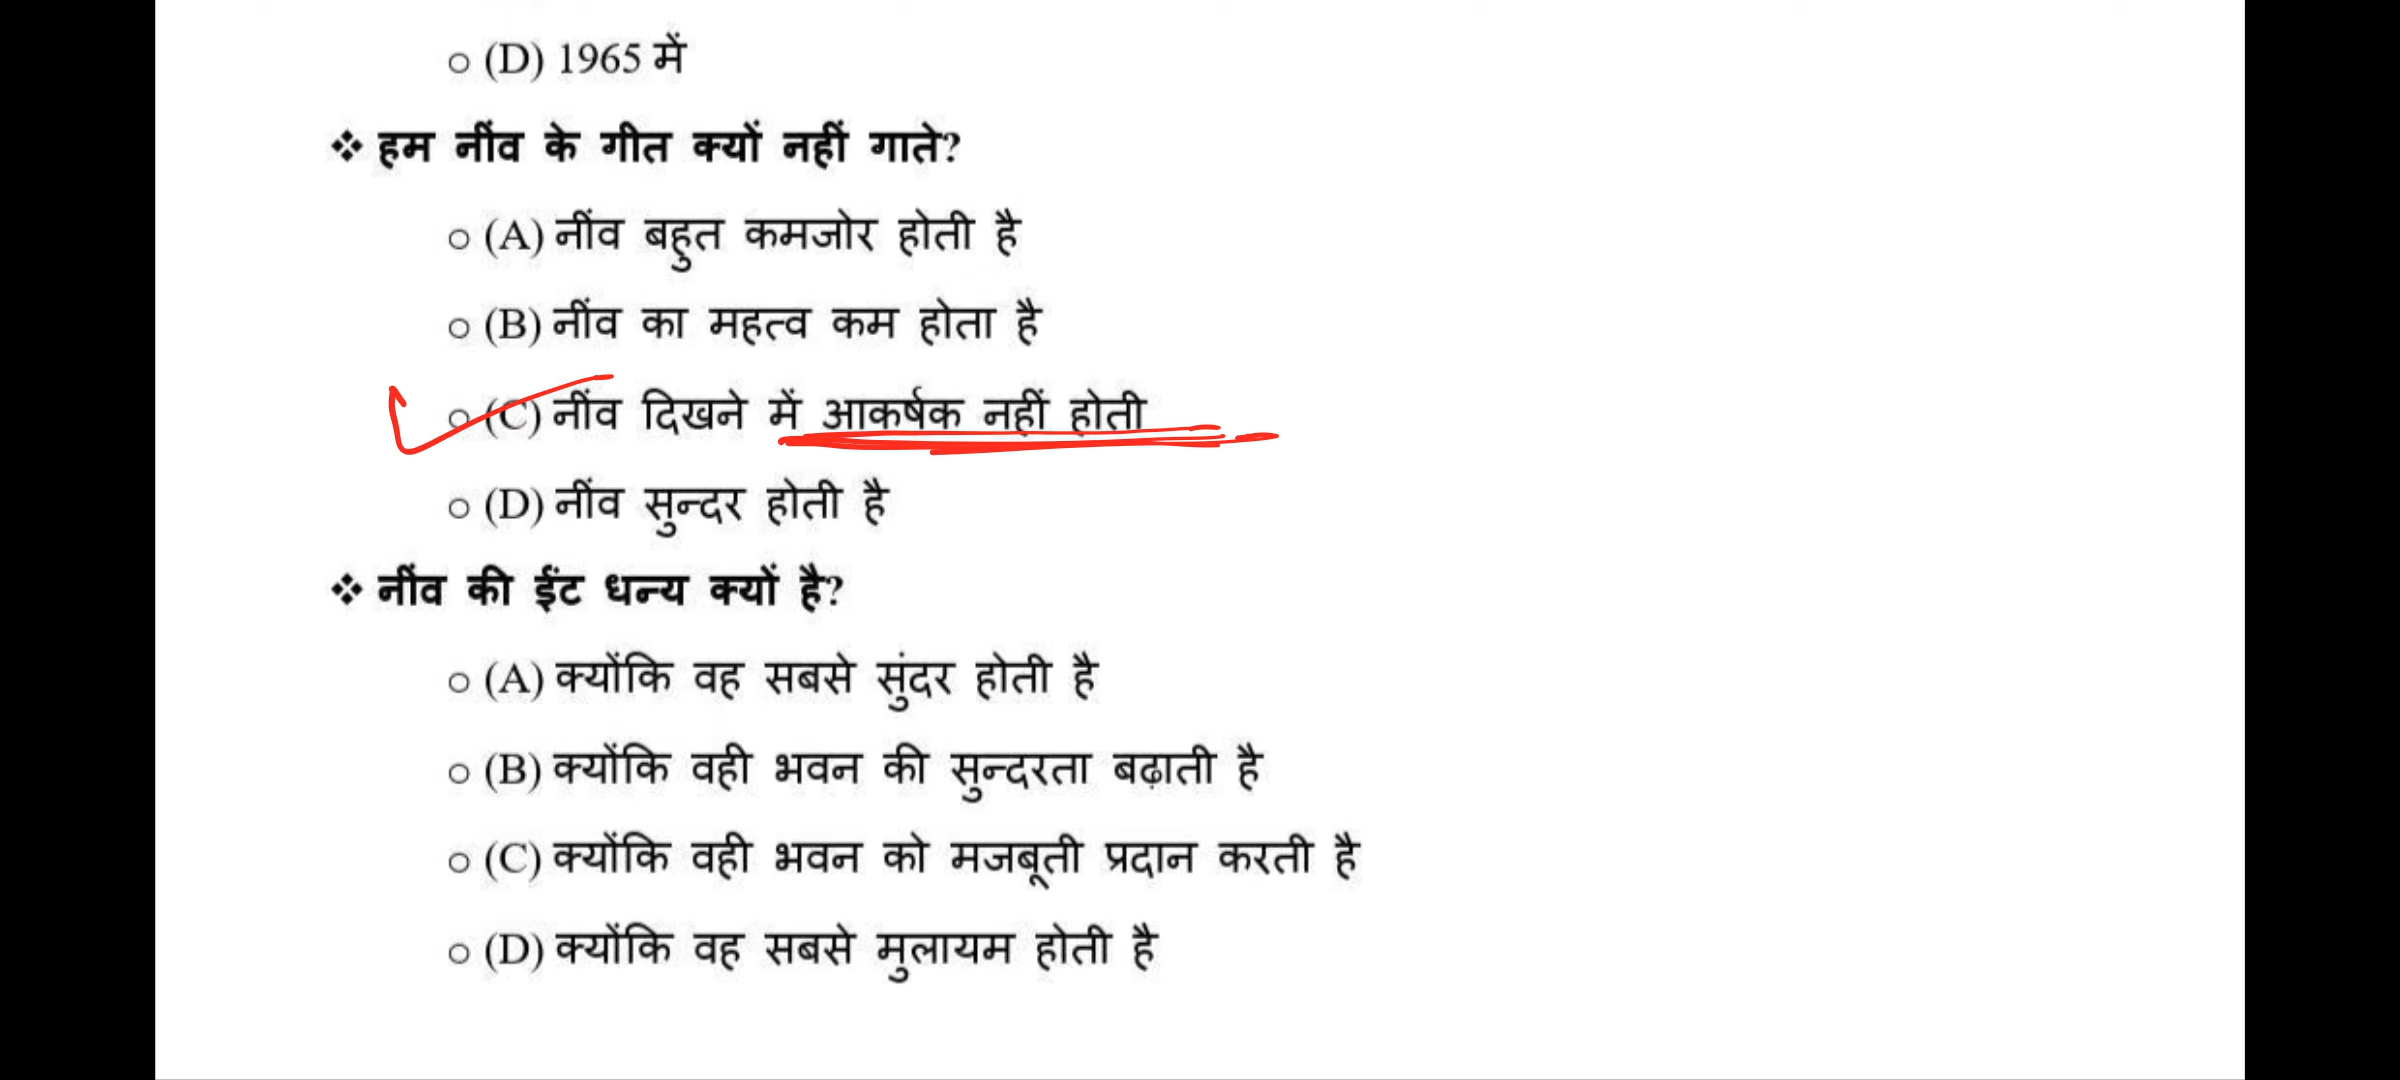 ○ (D) 1965 में
❖ हम नींव के गीत क्यों नहीं गाते?
○ (A) नींव बहुत कमजोर होती है
○ (B) नींव का महत्व कम होता है
○ (C) नींव दिखने में आकर्षक नहीं होती
○ (D) नींव सुन्दर होती है
❖ नींव की ईंट धन्य क्यों है?
○ (A) क्योंकि वह सबसे सुंदर होती है
○ (B) क्योंकि वही भवन की सुन्दरता बढ़ाती है
○ (C) क्योंकि वही भवन को मजबूती प्रदान करती है
○ (D) क्योंकि वह सबसे मुलायम होती है